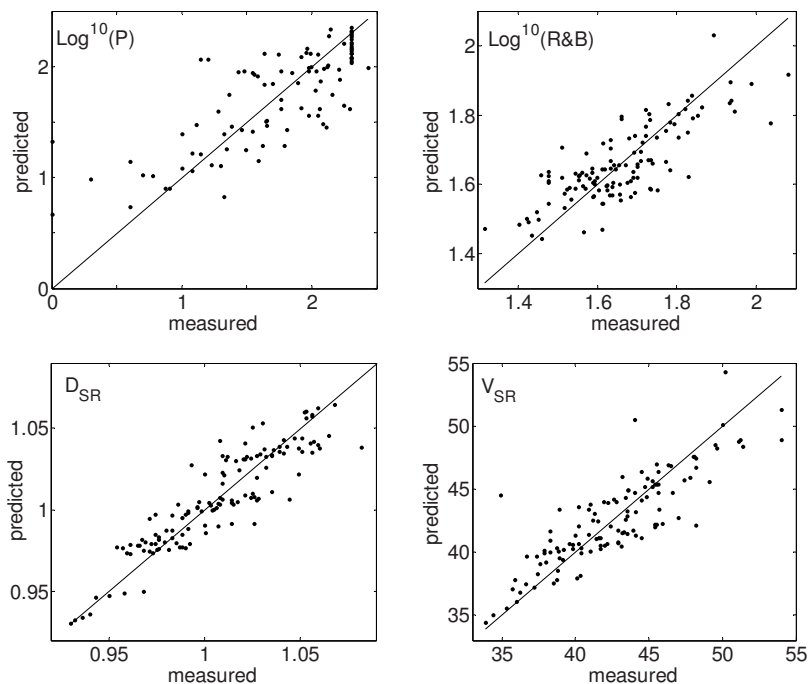 Log10(P)
2
1
0
predicted
0
1
2
measured
Log10(R&B)
2
1.8
1.6
1.4
predicted
1.4
1.6
1.8
2
measured
DSR
1.05
1
0.95
predicted
0.95
1
1.05
measured
VSR
55
50
45
40
35
predicted
35
40
45
50
55
measured